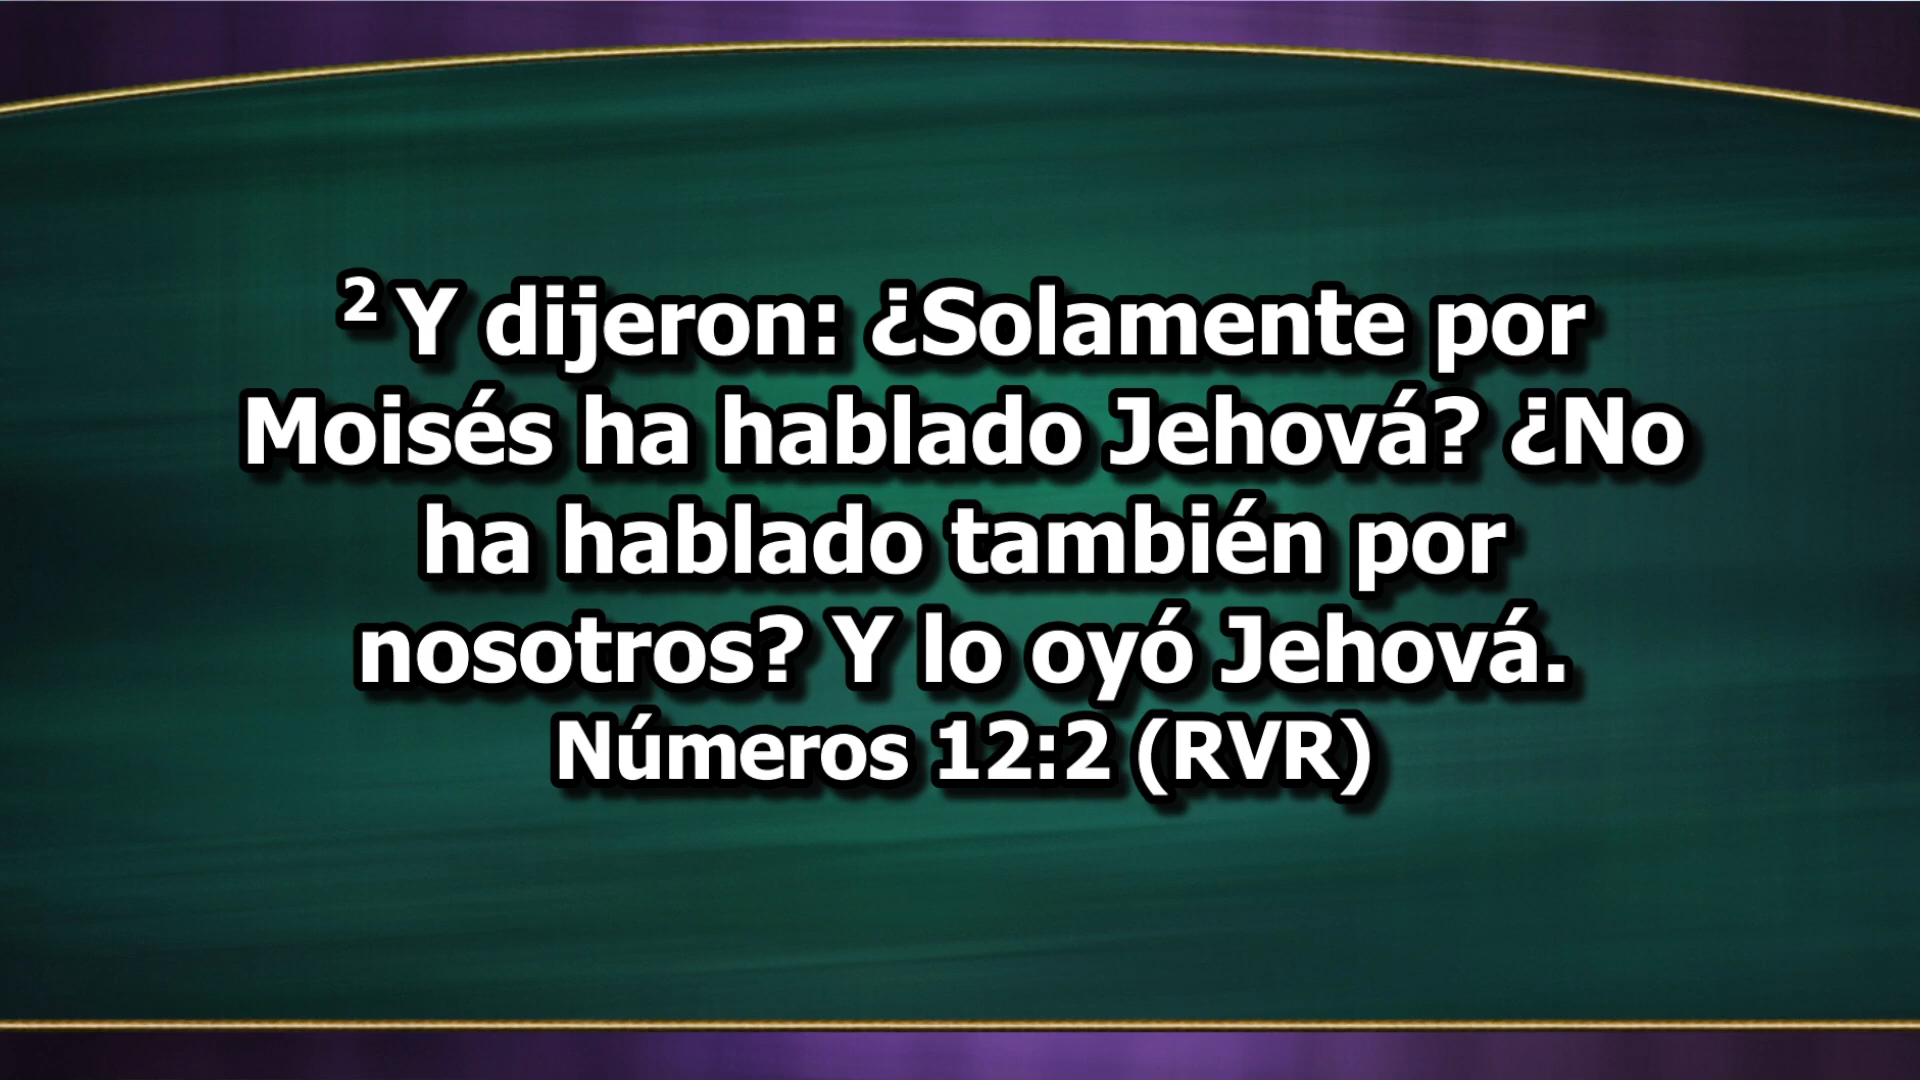 ² Y dijeron: ¿Solamente por
Moisés ha hablado Jehová? ¿No
ha hablado también por
nosotros? Y lo oyó Jehová.
Números 12:2 (RVR)